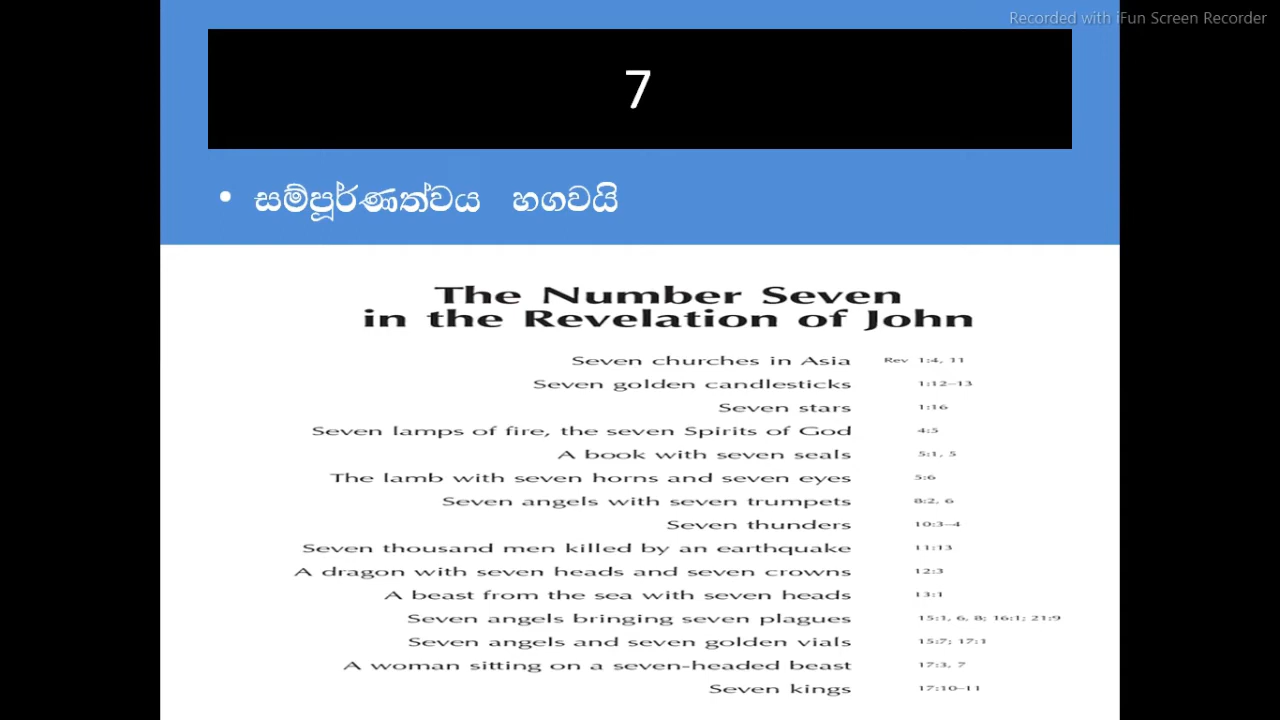 Recorded with iFun Screen Recorder
7
• සම්පූර්ණත්වය හගවයි
The Number Seven
in the Revelation of John
Seven churches in Asia Rev 1:4, 11
Seven golden candlesticks 1:12–13
Seven stars 1:16
Seven lamps of fire, the seven Spirits of God 4:5
A book with seven seals 5:1, 5
The lamb with seven horns and seven eyes 5:6
Seven angels with seven trumpets 8:2, 6
Seven thunders 10:3–4
Seven thousand men killed by an earthquake 11:13
A dragon with seven heads and seven crowns 12:3
A beast from the sea with seven heads 13:1
Seven angels bringing seven plagues 15:1, 6, 8; 16:1; 21:9
Seven angels and seven golden vials 15:7; 17:1
A woman sitting on a seven-headed beast 17:3, 7
Seven kings 17:10–11